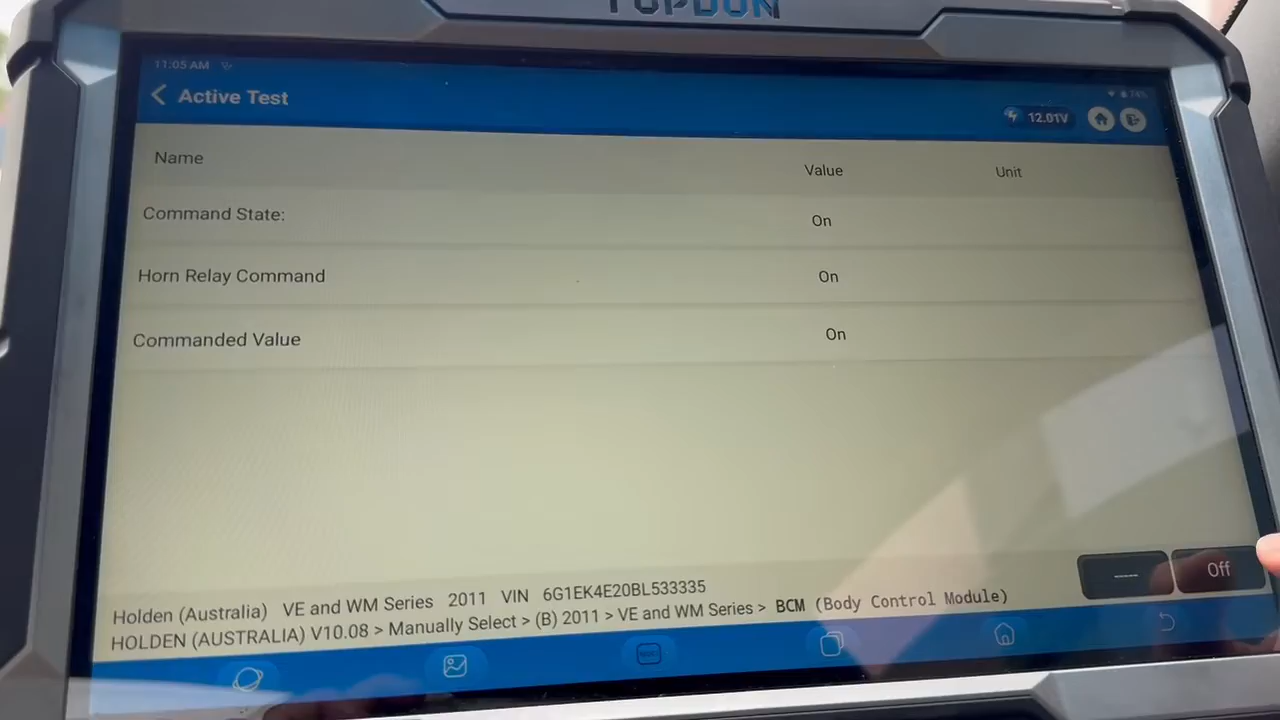 TOPDON
11:05 AM
74%
Active Test
12.01V
Name Value Unit
Command State: On
Horn Relay Command On
Commanded Value On
---- Off
Holden (Australia) VE and WM Series 2011 VIN 6G1EK4E20BL533335
HOLDEN (AUSTRALIA) V10.08 > Manually Select > (B) 2011 > VE and WM Series > BCM (Body Control Module)